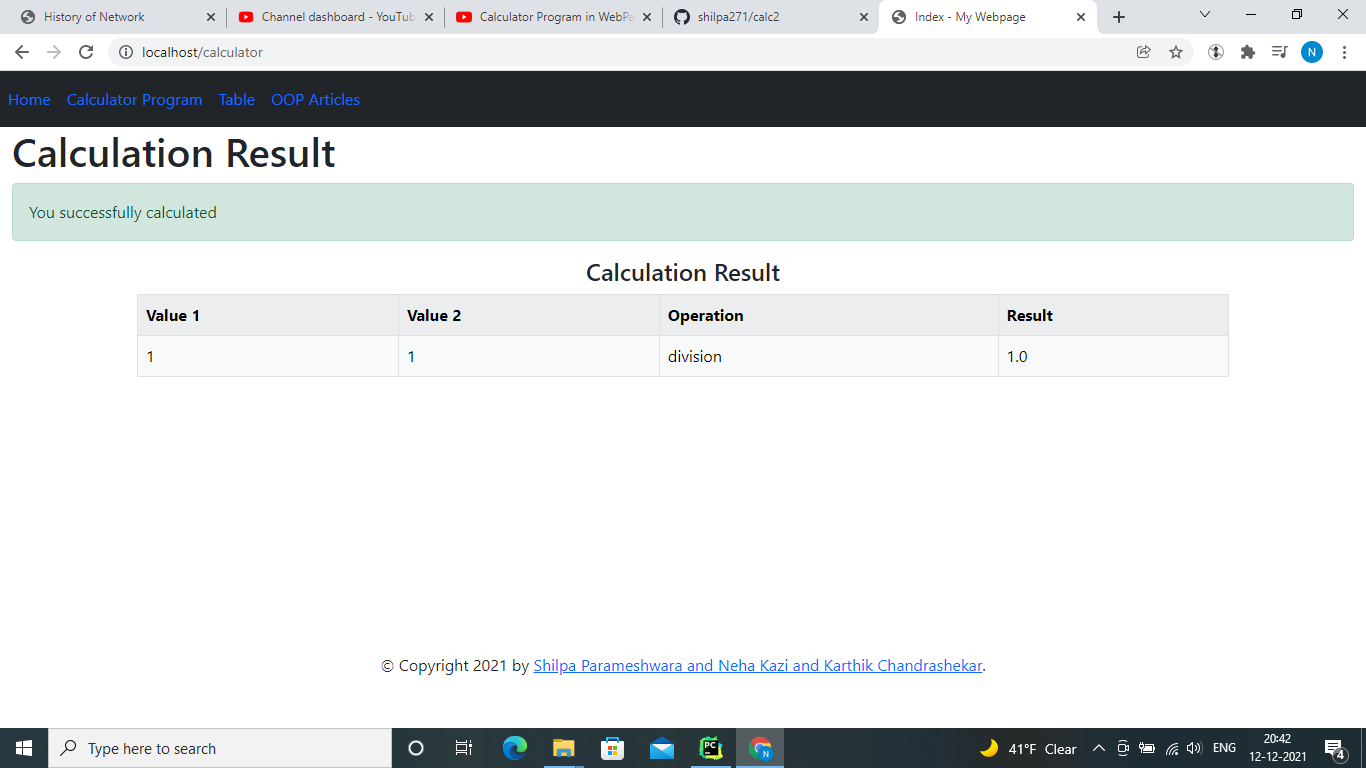 History of Network
Channel dashboard - YouTub
Calculator Program in WebPa
shilpa271/calc2
Index - My Webpage
localhost/calculator
N
Home Calculator Program Table OOP Articles
Calculation Result
You successfully calculated
Calculation Result
Value 1 Value 2 Operation Result
1 1 division 1.0
© Copyright 2021 by Shilpa Parameshwara and Neha Kazi and Karthik Chandrashekar.
Type here to search
PC
N
41°F Clear
ENG
20:42
12-12-2021
4